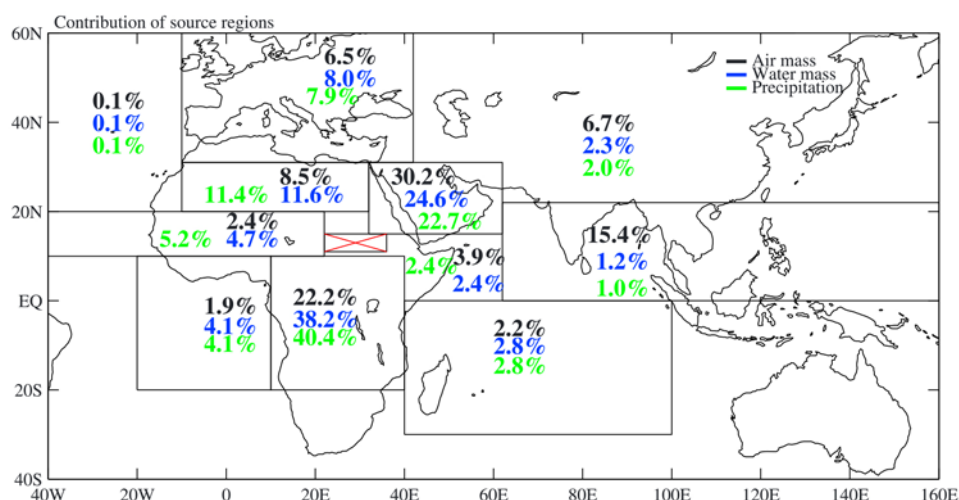 Contribution of source regions
60N
40N
20N
EQ
20S
40S
Air mass
Water mass
Precipitation
6.5%
8.0%
7.9%
0.1%
0.1%
0.1%
6.7%
2.3%
2.0%
8.5%
11.4% 11.6%
30.2%
24.6%
22.7%
2.4%
5.2% 4.7%
15.4%
1.2%
1.0%
3.9%
2.4%
2.4%
1.9%
4.1%
4.1%
22.2%
38.2%
40.4%
2.2%
2.8%
2.8%
40W 20W 0 20E 40E 60E 80E 100E 120E 140E 160E